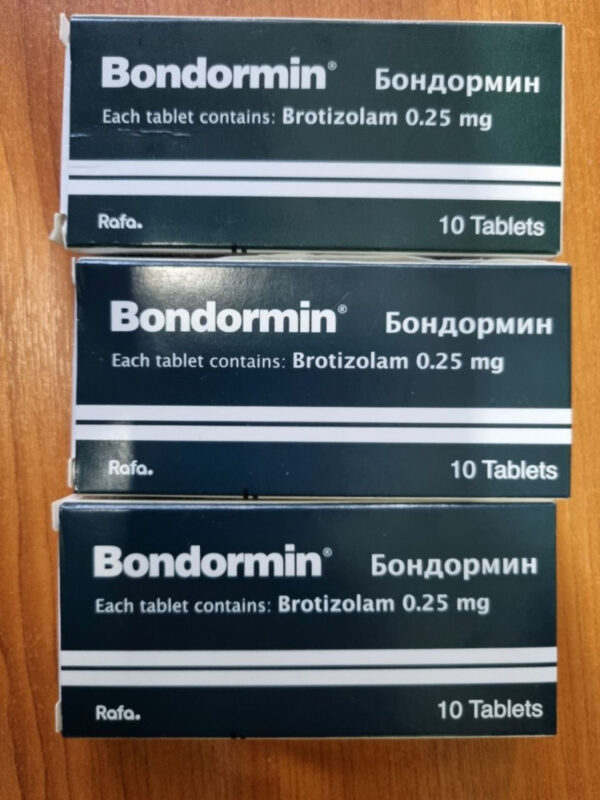 Bondormin® Бондормин
Each tablet contains: Brotizolam 0.25 mg
Rafa. 10 Tablets
Bondormin® Бондормин
Each tablet contains: Brotizolam 0.25 mg
Rafa. 10 Tablets
Bondormin® Бондормин
Each tablet contains: Brotizolam 0.25 mg
Rafa. 10 Tablets